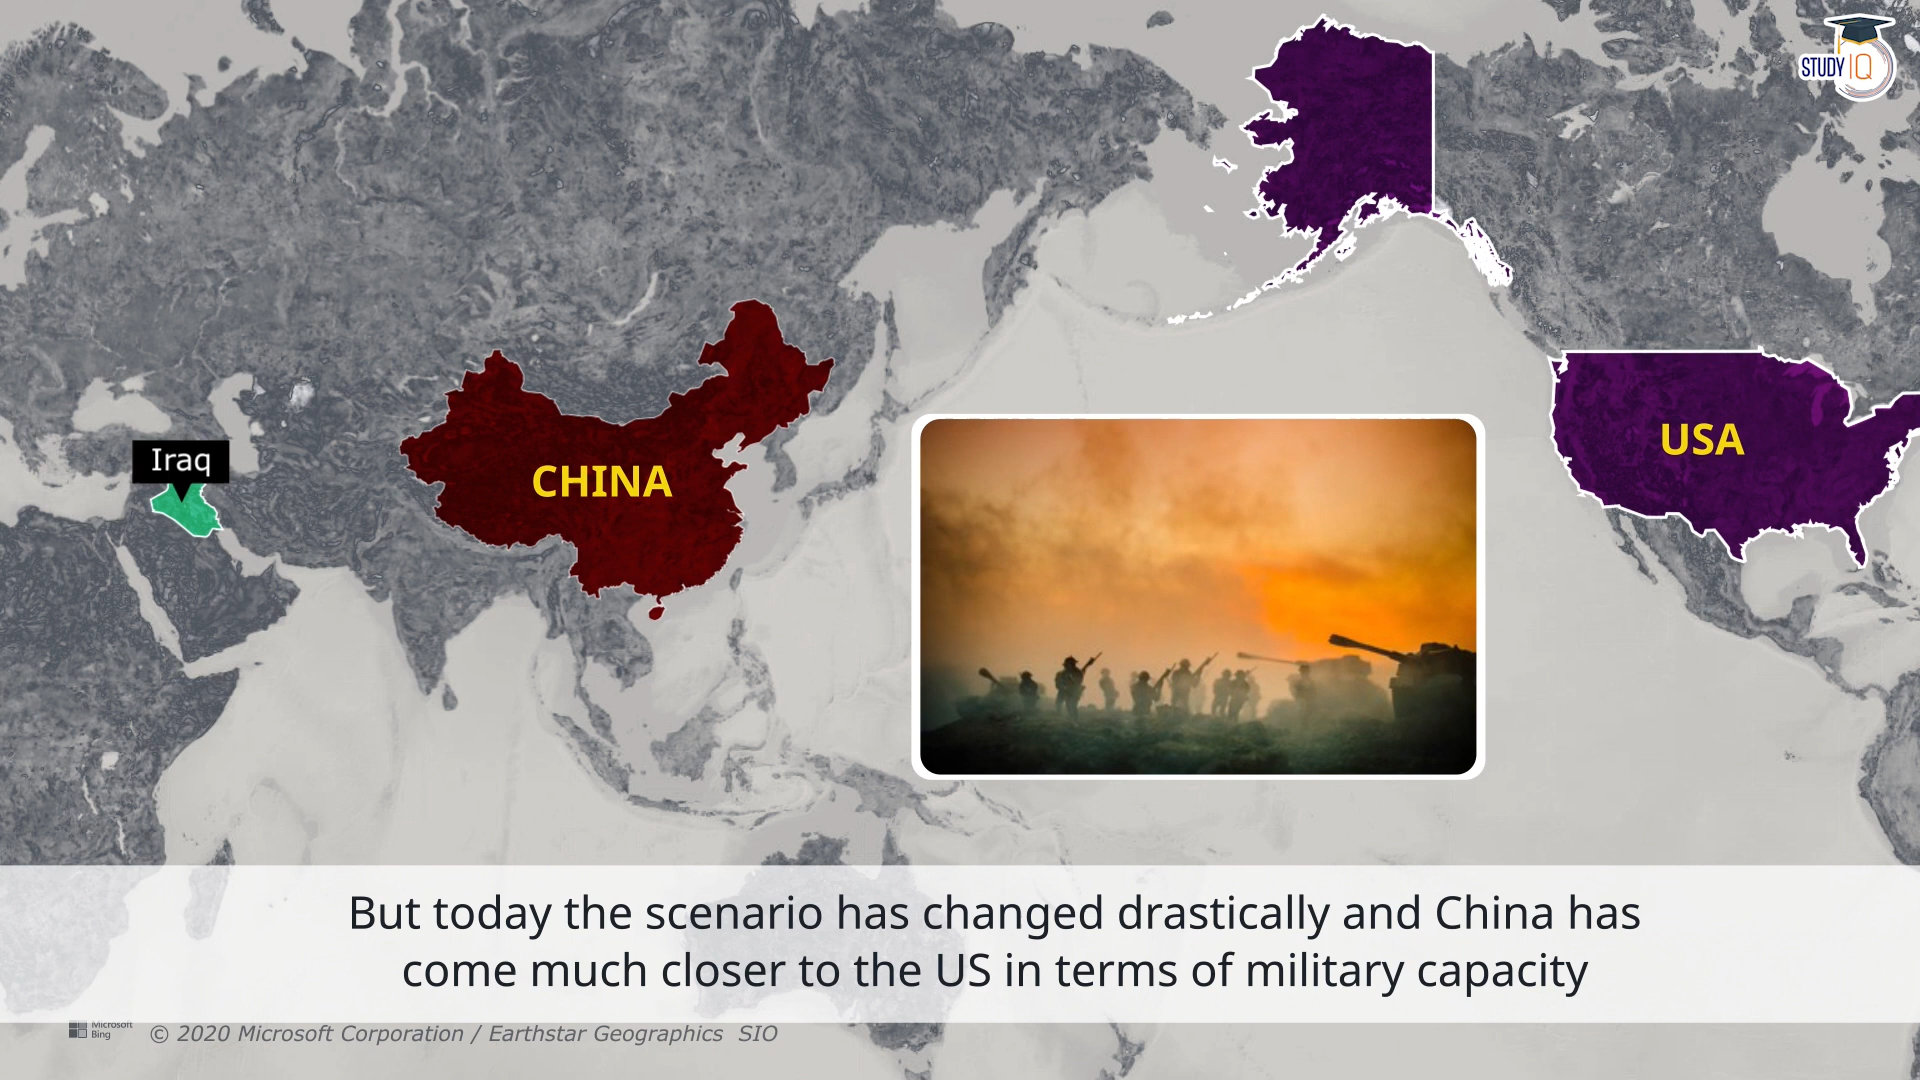 STUDY IQ
Iraq
CHINA
USA
But today the scenario has changed drastically and China has
come much closer to the US in terms of military capacity
Microsoft
Bing
© 2020 Microsoft Corporation / Earthstar Geographics SIO